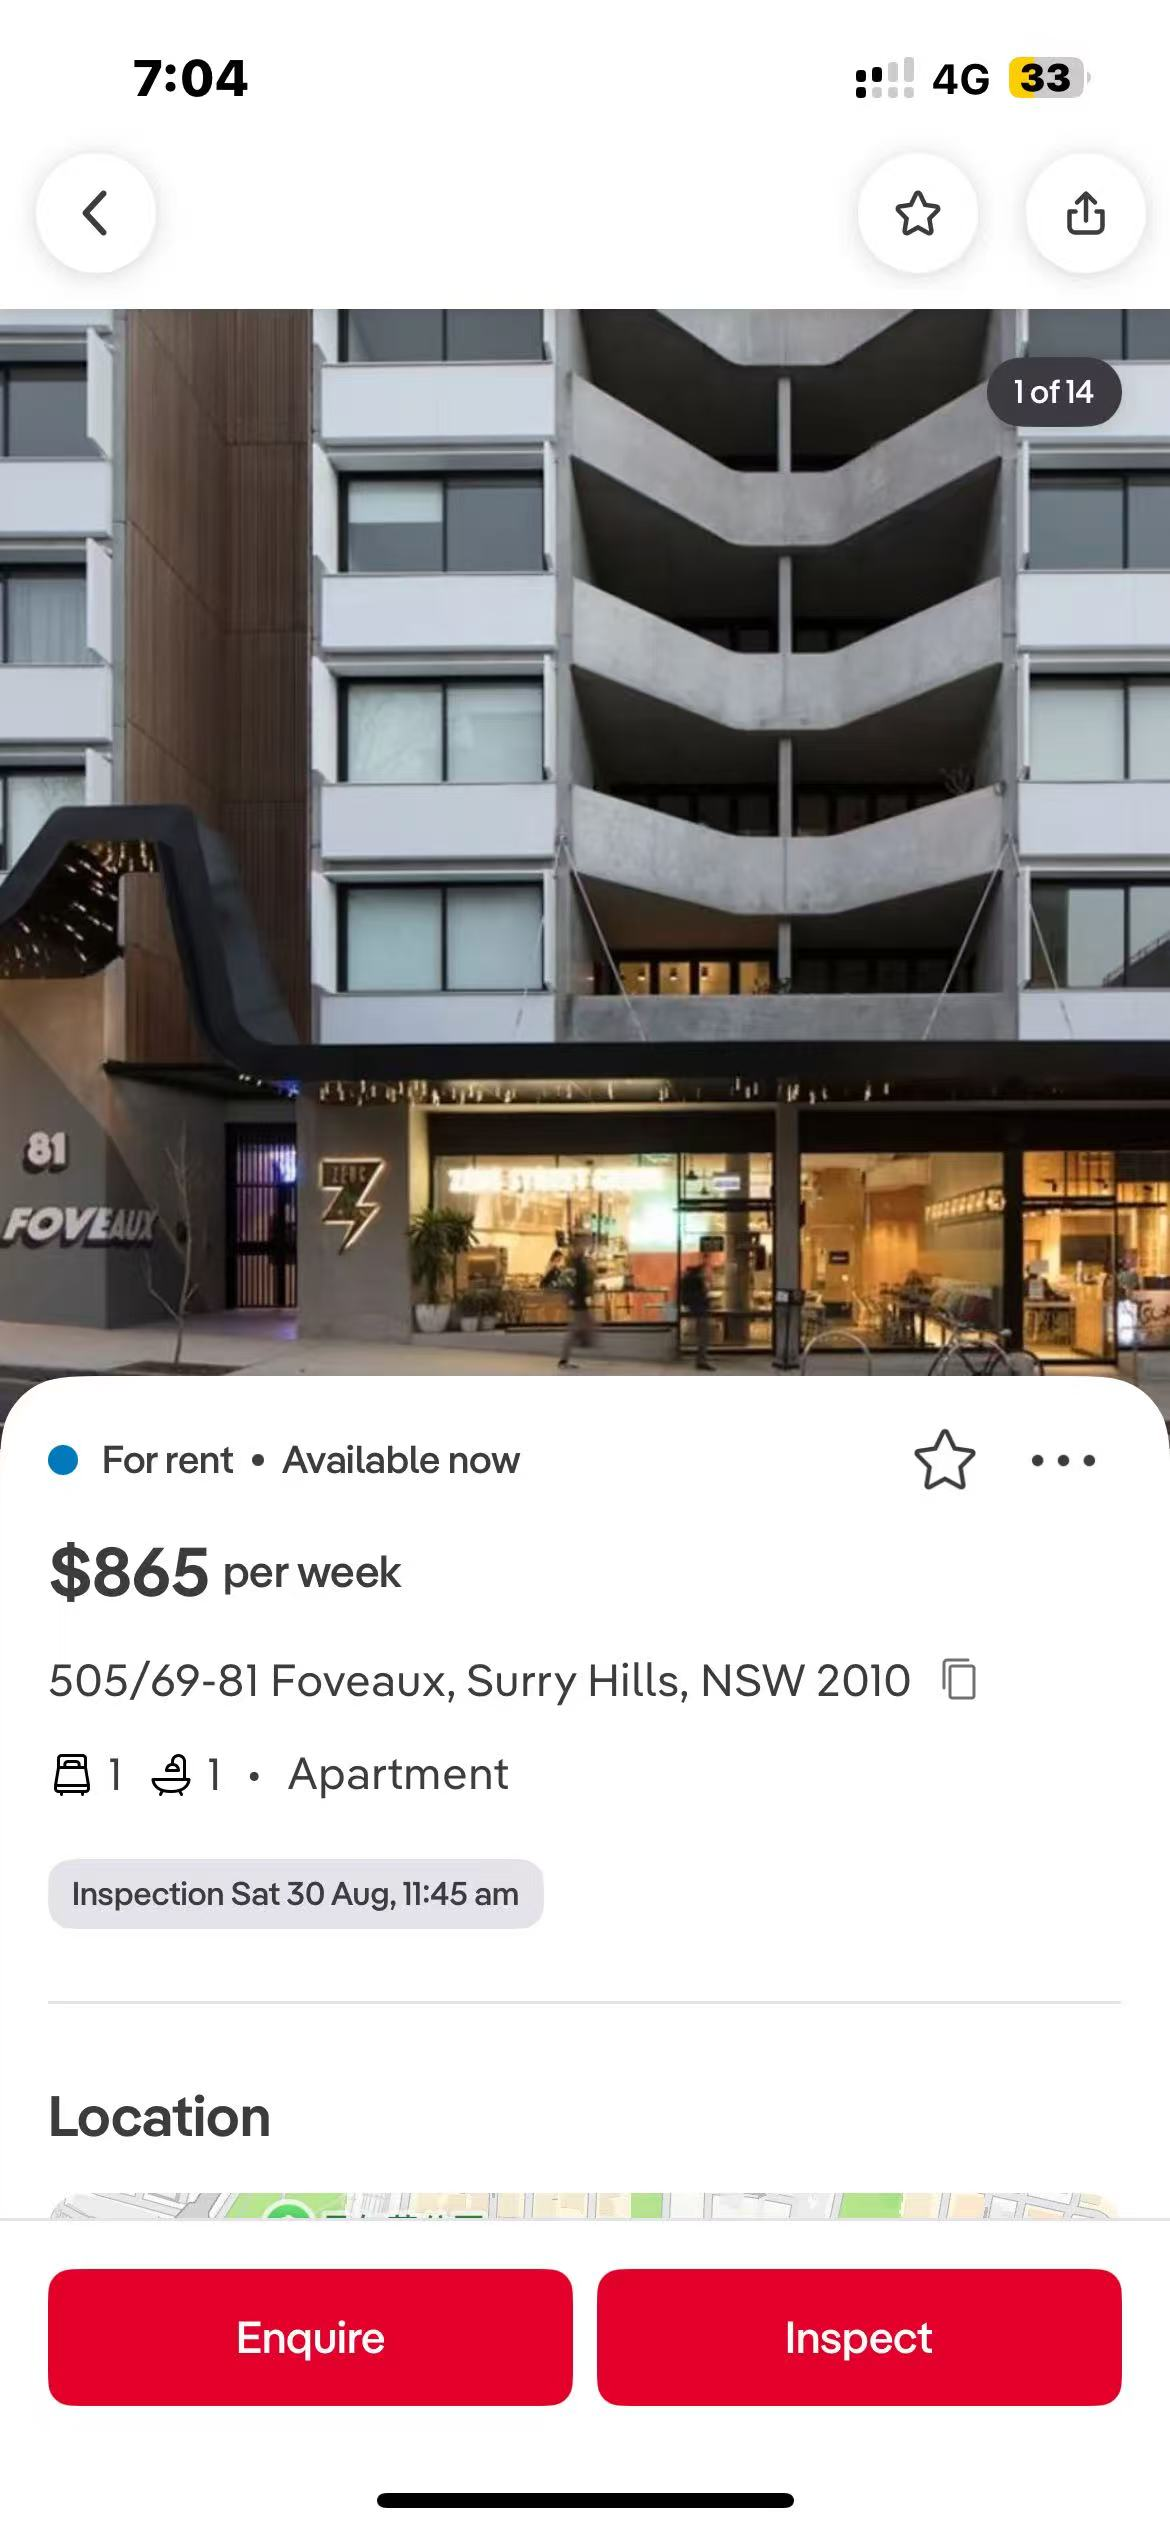 7:04
4G 33
1 of 14
81
FOVEAUX
ZERO
For rent • Available now
$865 per week
505/69-81 Foveaux, Surry Hills, NSW 2010
1 1 • Apartment
Inspection Sat 30 Aug, 11:45 am
Location
Enquire
Inspect